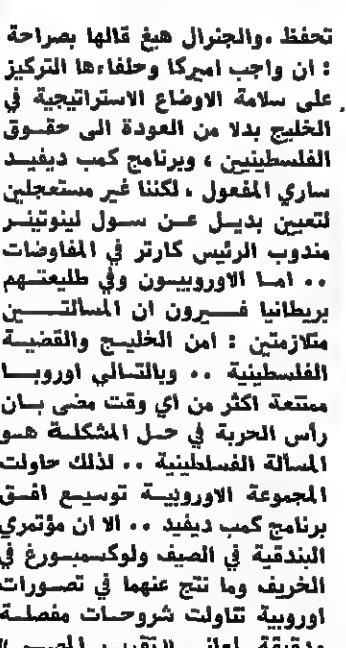 تحفظ .والجنرال هيغ قالها بصراحة
: ان واجب اميركا وحلفاءها التركيز
على سلامة الاوضاع الاستراتيجية في
الخليج بدلا من العودة الى حقوق
الفلسطينيين ، وبرنامج كمب ديفيد
ساري المفعول ، لكننا غير مستعجلين
لتعيين بديل عن سول لينوتيتر
مندوب الرئيس كارتر في المفاوضات
.. اما الاوروبيون وفي طليعتهم
بريطانيا فيرون ان المسألتين
متلازمتين : امن الخليج والقضية
الفلسطينية .. وبالتالي اوروبا
ممتنعة اكثر من اي وقت مضى بان
رأس الحربة في حل المشكلة هو
المسألة الفسلطينية .. لذلك حاولت
المجموعة الاوروبية توسيع افق
برنامج كمب ديفيد .. الا ان مؤتمري
البندقية في الصيف ولوكسمبورغ في
الخريف وما نتج عنهما في تصورات
اوروبية تتاولت شروحات مفصلة